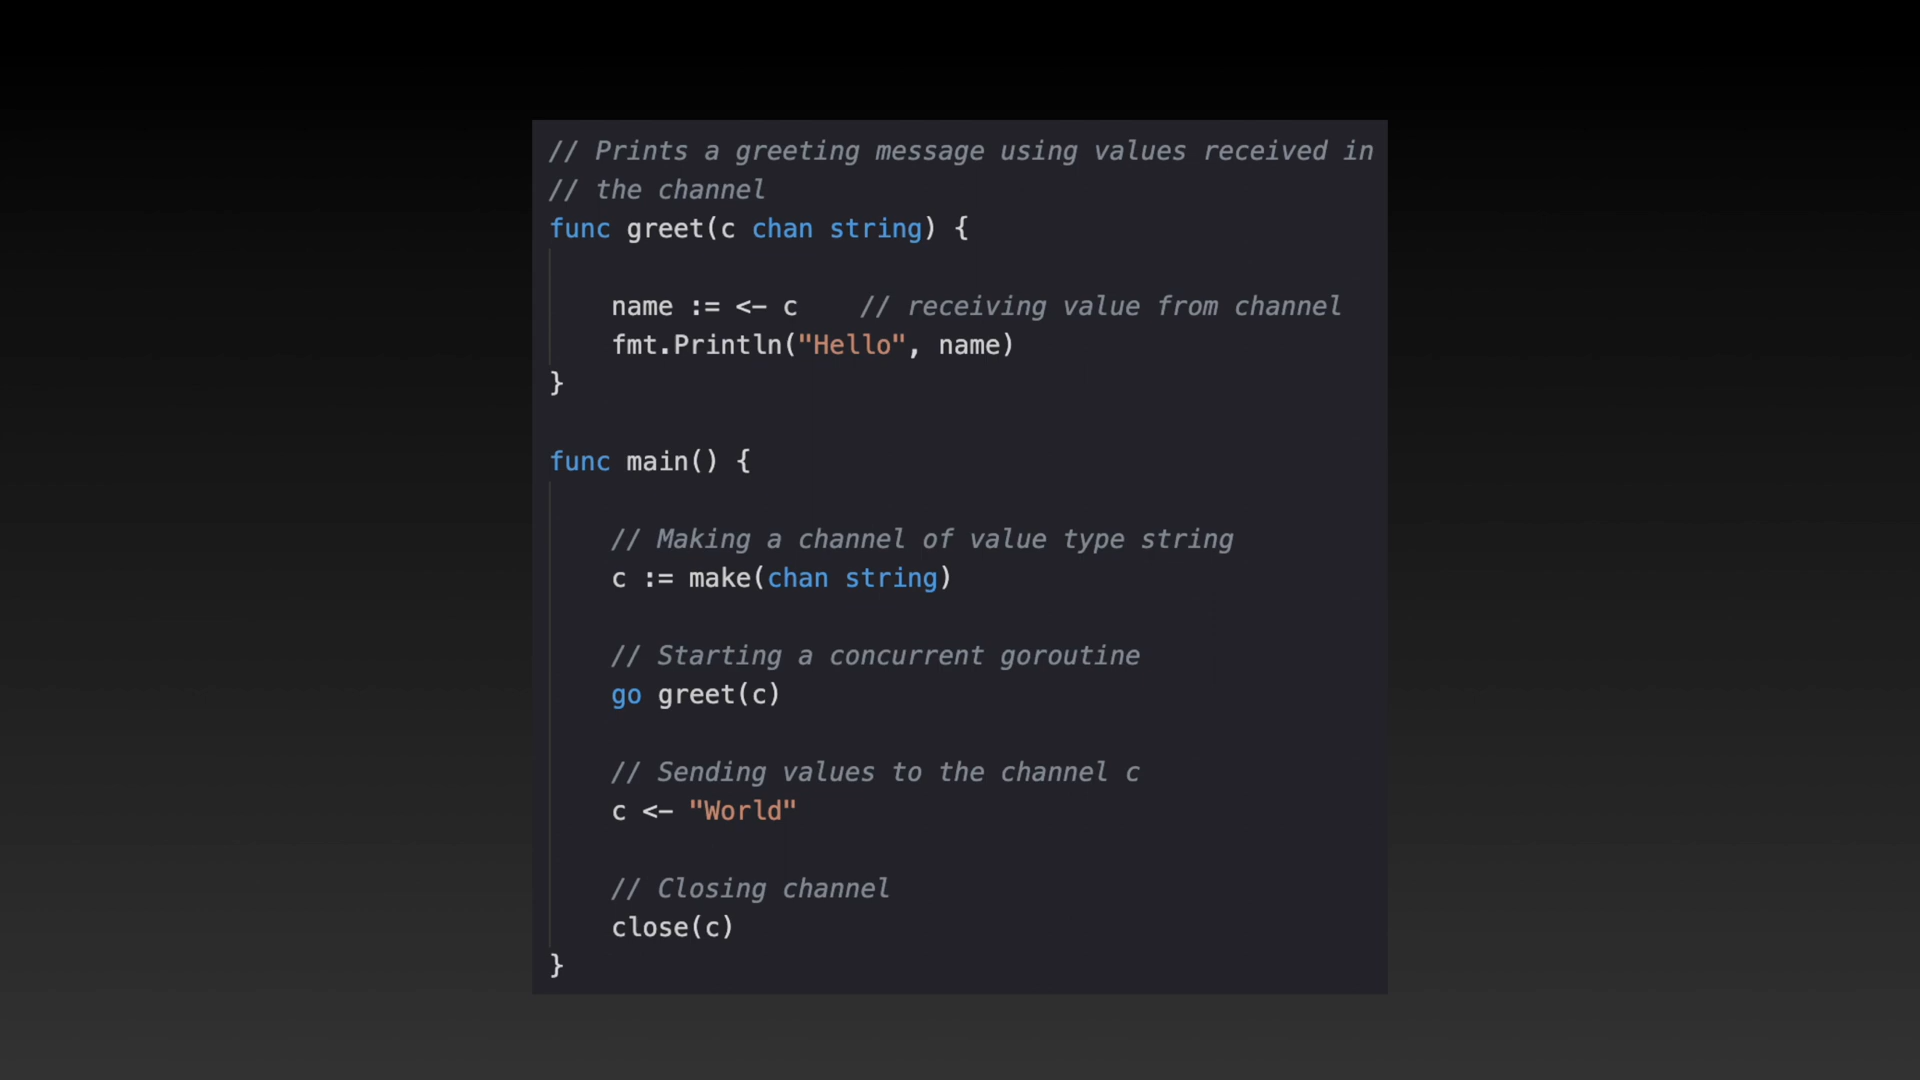 // Prints a greeting message using values received in
// the channel
func greet(c chan string) {
name := <- c    // receiving value from channel
fmt.Println("Hello", name)
}
func main() {
// Making a channel of value type string
c := make(chan string)
// Starting a concurrent goroutine
go greet(c)
// Sending values to the channel c
c <- "World"
// Closing channel
close(c)
}